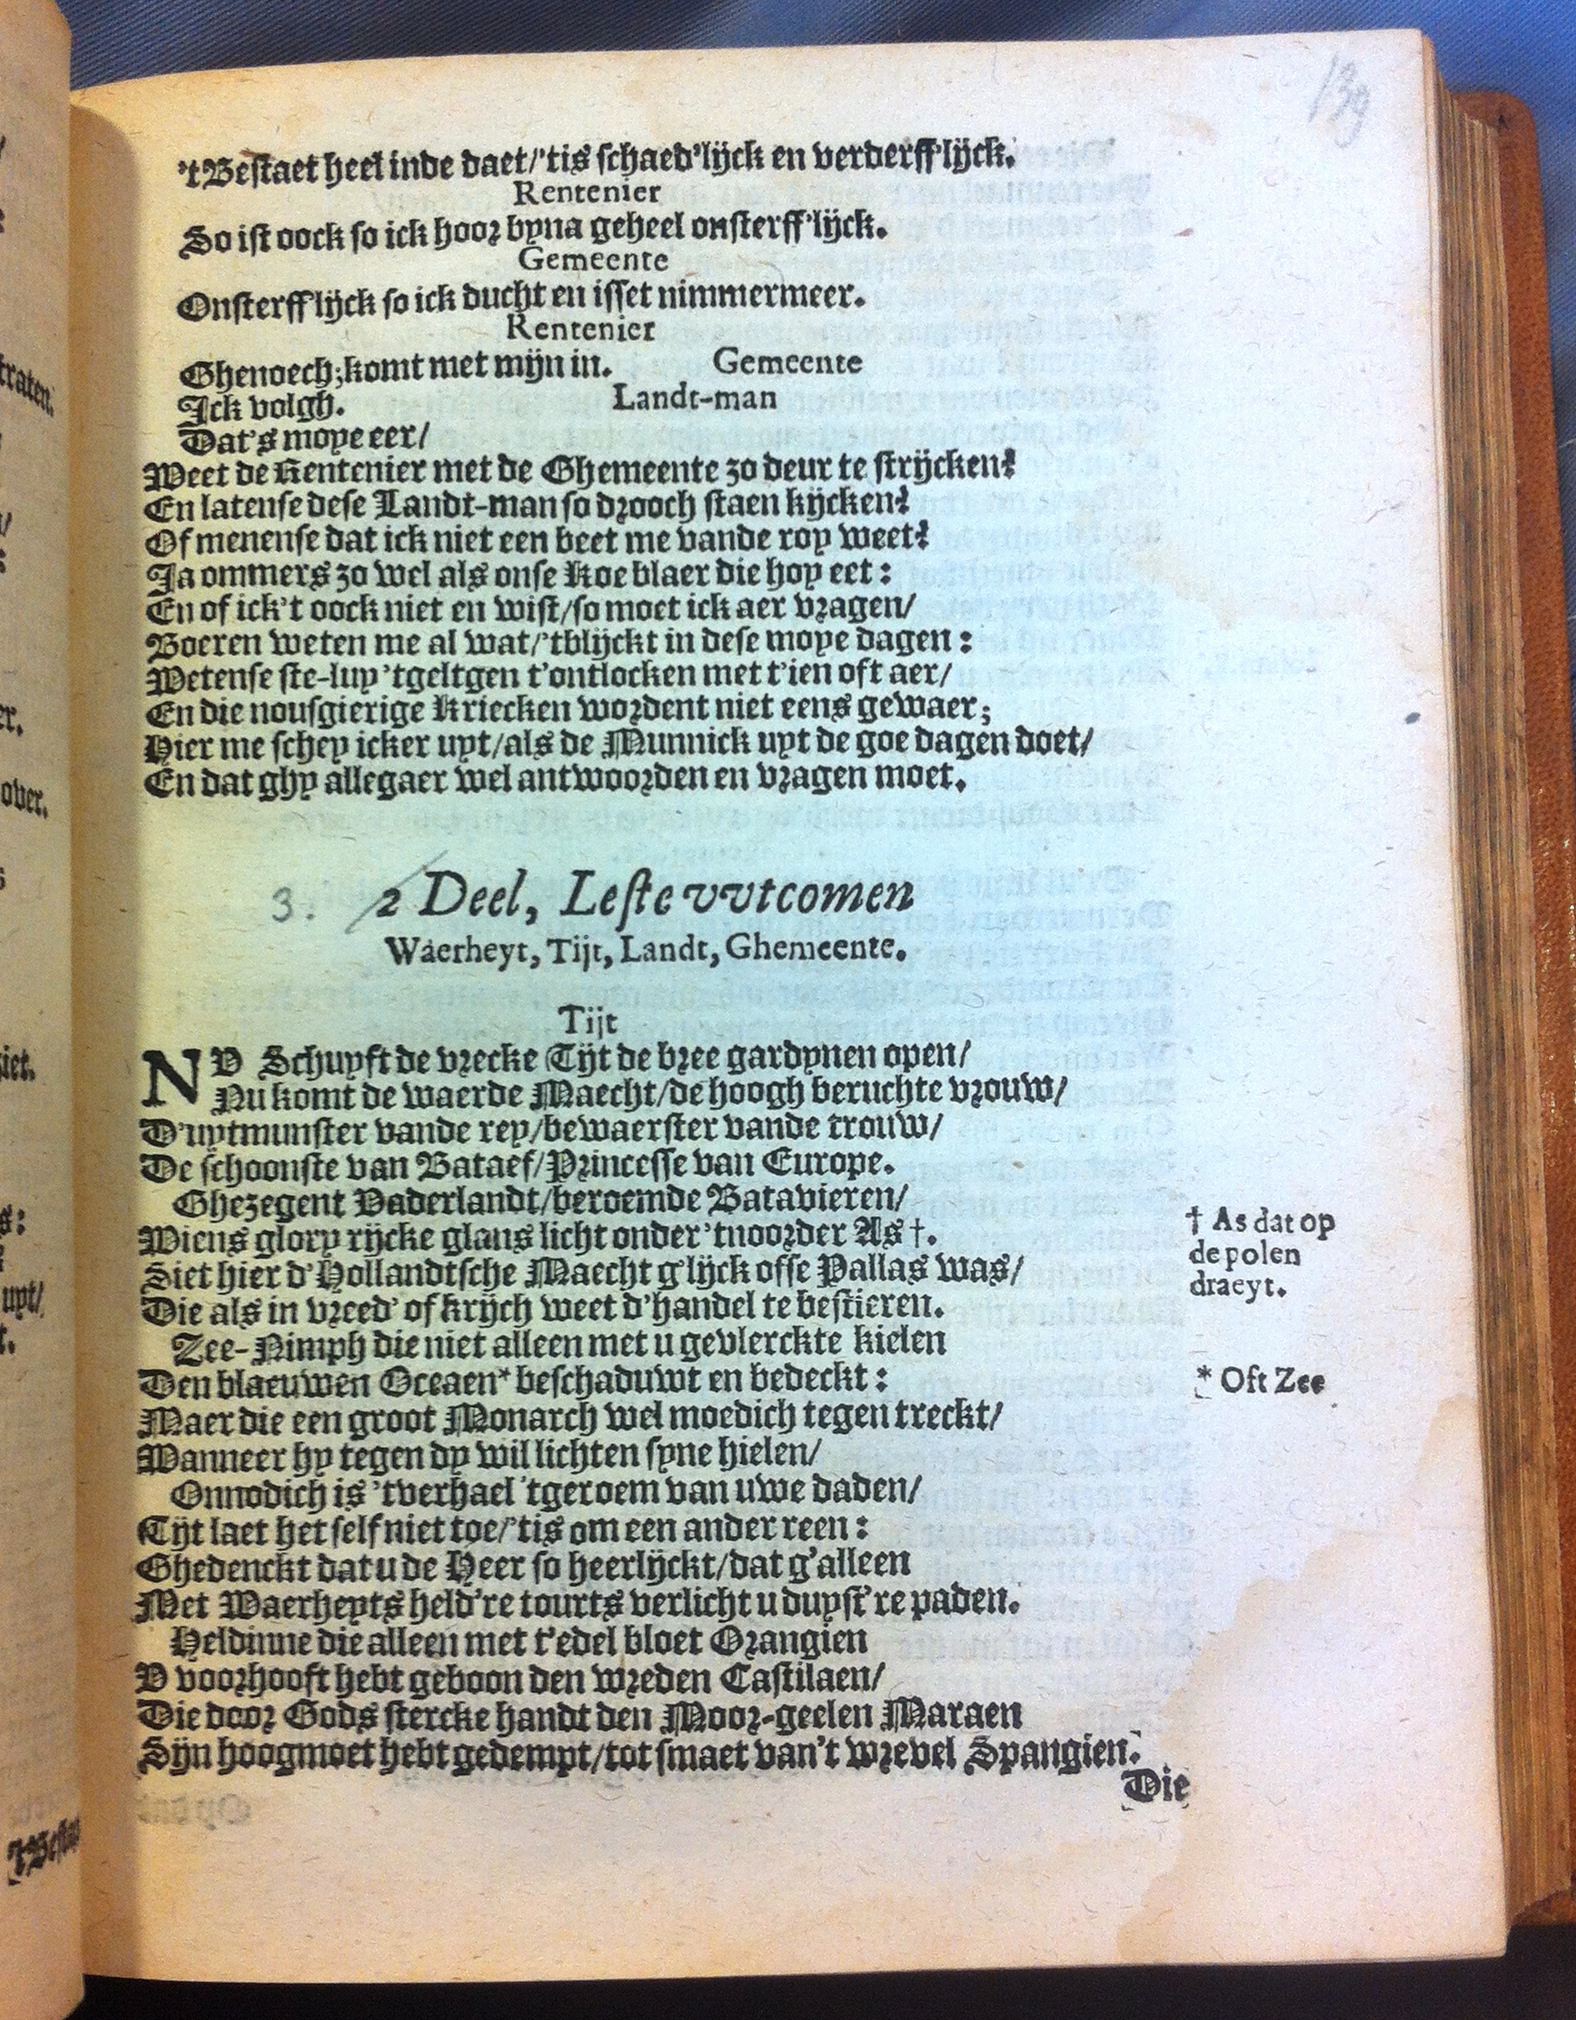 139
't Bestaet heel inde daet/'tis schaed'lijck en verderff'lijck.
Rentenier
So ist oock so ick hoor byna geheel onsterff'lijck.
Gemeente
Onsterff'lijck so ick ducht en isset nimmermeer.
Rentenier
Ghenoech; komt met mijn in. Gemeente
Ick volgh. Landt-man
Dat's moye eer/
Weet de Rentenier met de Ghemeente zo deur te strijcken?
En latense dese Landt-man so drooch staen kijcken?
Of menense dat ick niet een beet me vande roy weet?
Ja ommers zo wel als onse Koe blaer die hoy eet:
En of ick't oock niet en wist/so moet ick aer vragen/
Boeren weten me al wat/'tblijckt in dese moye dagen:
Wetense ste-luy 'tgeltgen t'ontlocken met t'ien oft aer/
En die nousgierige Kriecken wordent niet eens gewaer;
Hier me schey icker uyt/als de Munnick uyt de goe dagen doet/
En dat ghy allegaer wel antwoorden en vragen moet.
3. 2 Deel, Leste vvtcomen
Waerheyt, Tijt, Landt, Ghemeente.
Tijt
NV Schuyft de vrecke Tijt de bree gardynen open/
Nu komt de waerde Maecht/de hoogh beruchte vrouw/
D'uytmunster vande rey/bewaerster vande trouw/
De schoonste van Bataef/Princesse van Europe.
Ghezegent Vaderlandt/beroemde Batavieren/
Wiens glory rijcke glans licht onder 'tnoorder As†.
Siet hier d'Hollandtsche Maecht g'lijck offe Pallas was/
Die als in vreed' of krijch weet d'handel te bestieren.
Zee-Nimph die niet alleen met u gevlerckte kielen
Den blaeuwen Oceaen* beschaduwt en bedeckt:
Maer die een groot Monarch wel moedich tegen treckt/
Wanneer hy tegen dy wil lichten syne hielen/
Onnodich is 'tverhael 'tgeroem van uwe daden/
Tijt laet het self niet toe/'tis om een ander reen:
Ghedenckt dat u de Heer so heerlijckt/dat g'alleen
Met Waerheyts held're tourts verlicht u duyst're paden.
Heldinne die alleen met t'edel bloet Orangien
V voorhooft hebt geboon den wreden Castilaen/
Die door Gods stercke handt den Moor-geelen Maraen
Sijn hoogmoet hebt gedempt/tot smaet van't wrevel Spangien.
Die
† As dat op
de polen
draeyt.
* Oft Zee
traten.
over.
iet.
uyt/
't Bestae